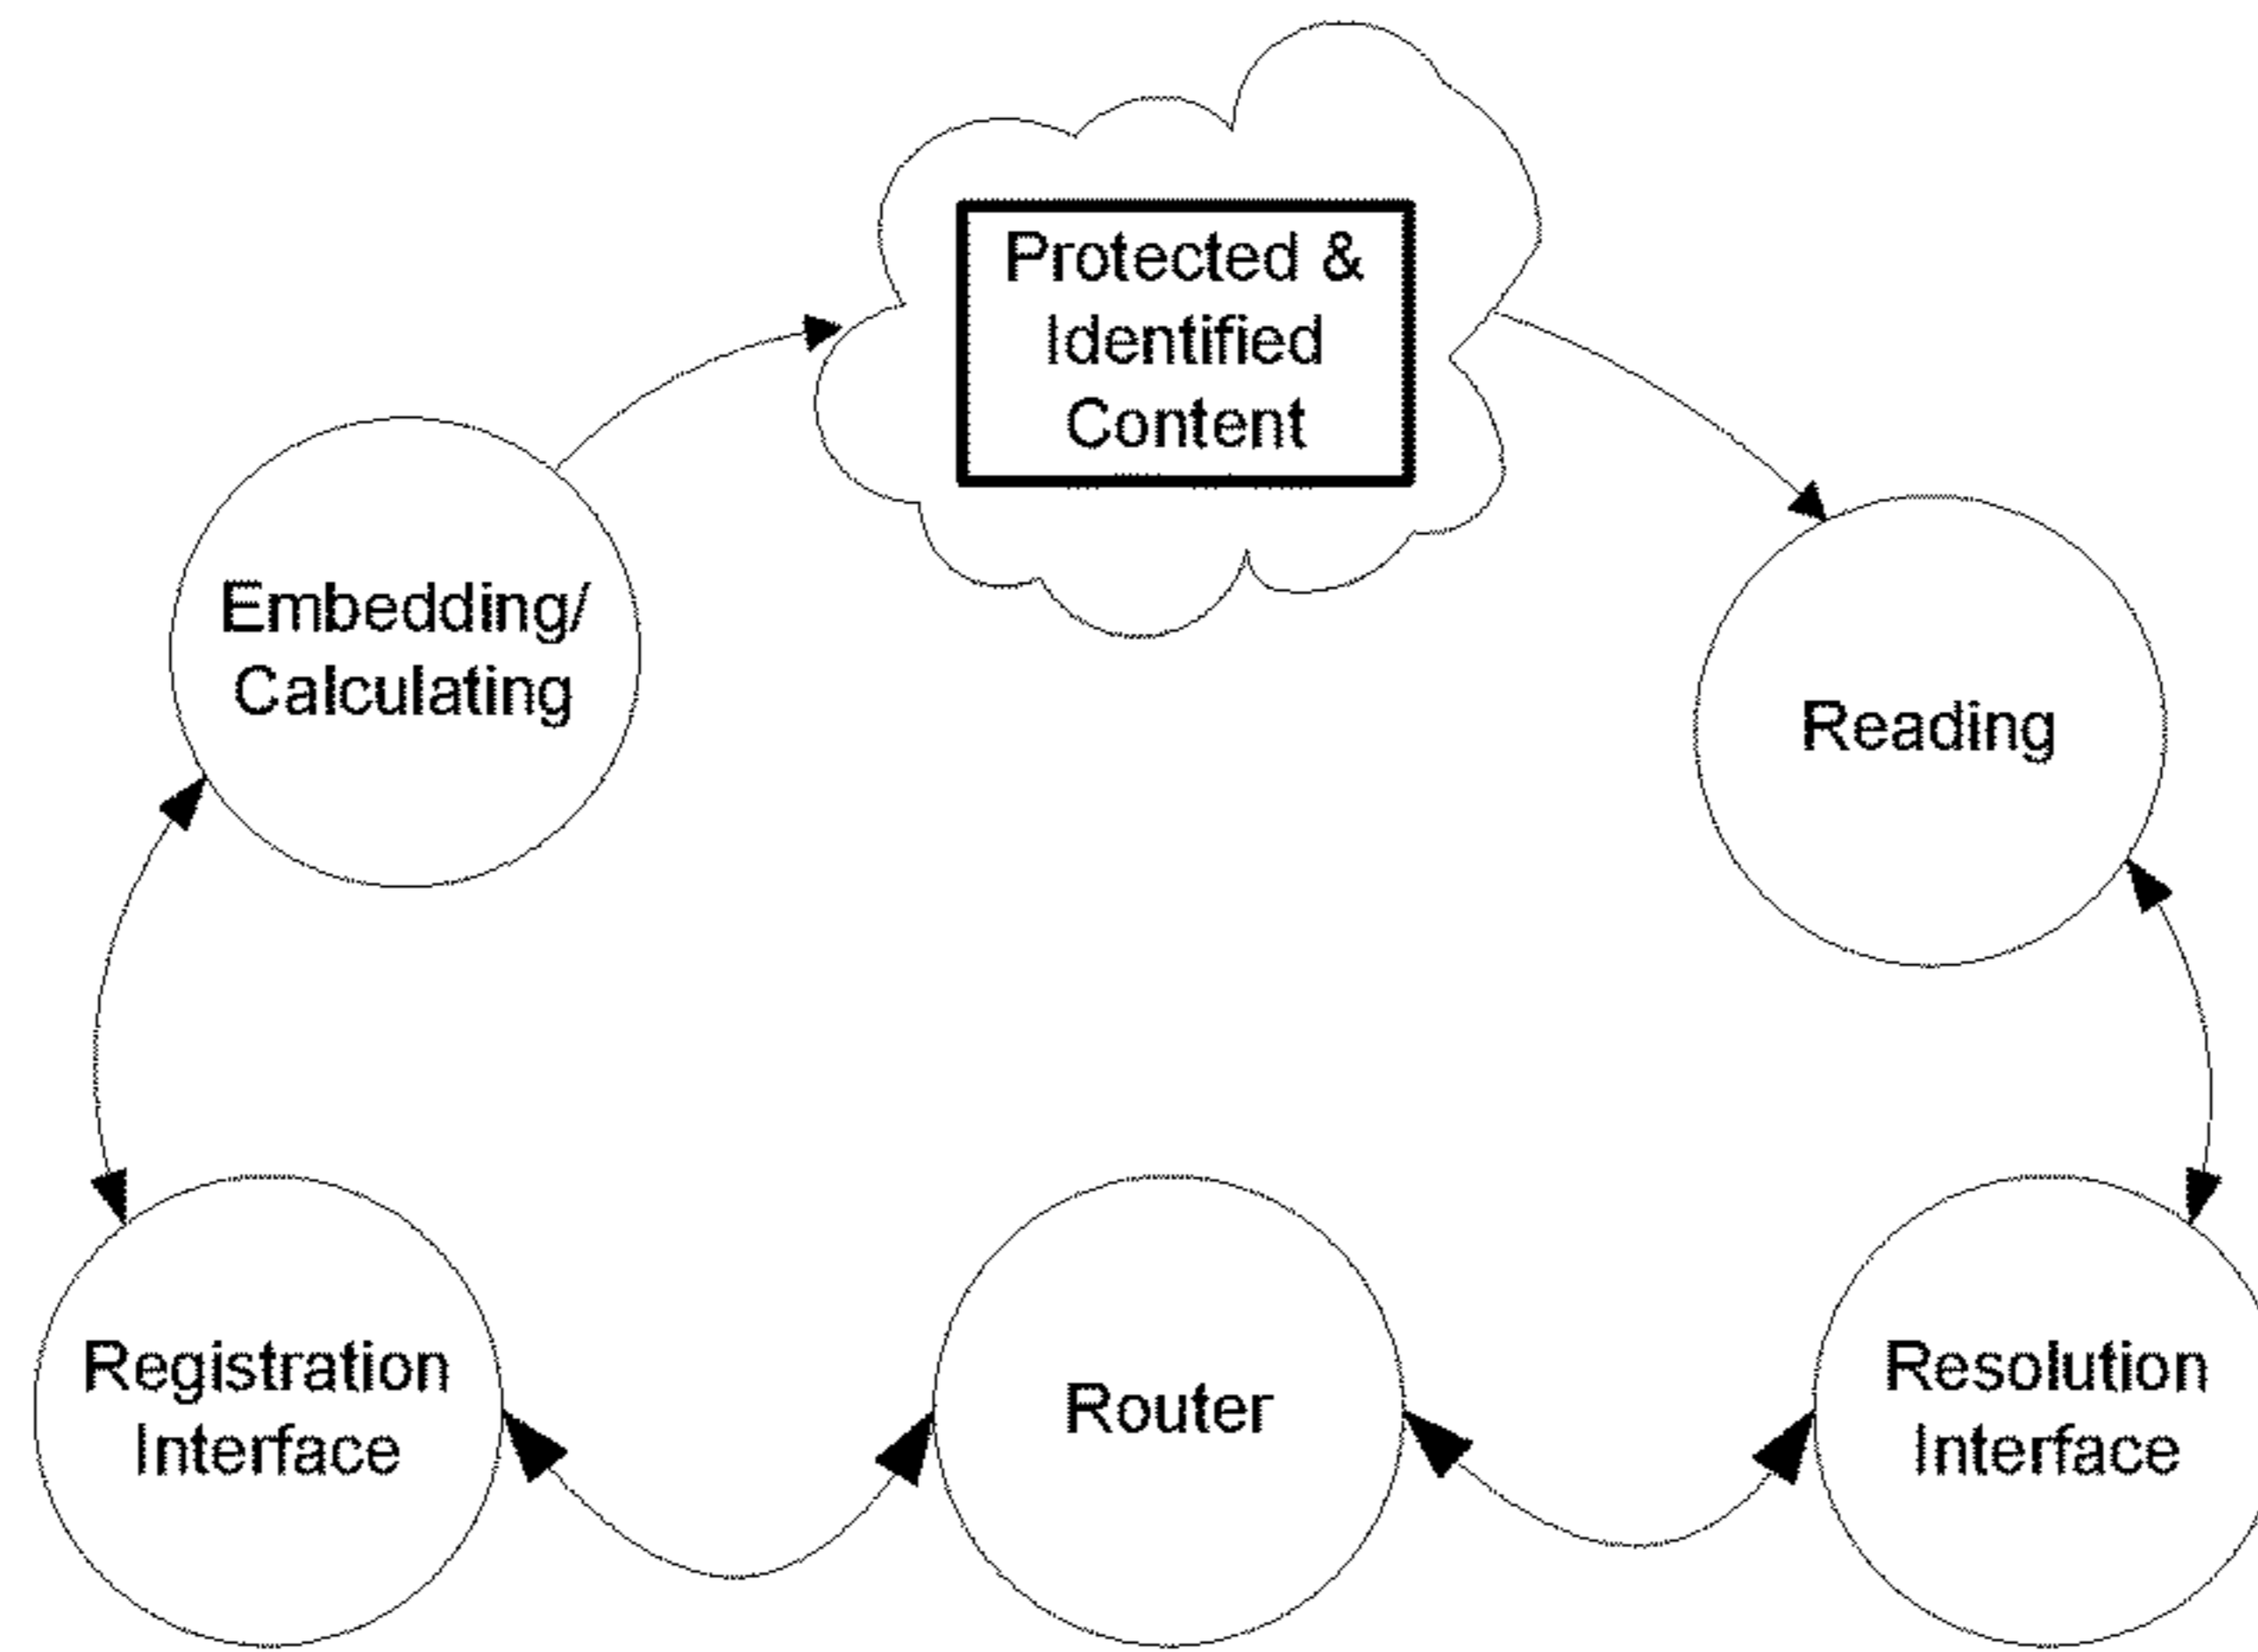 Protected &
Identified
Content
Embedding/
Calculating
Reading
Registration
Interface
Router
Resolution
Interface